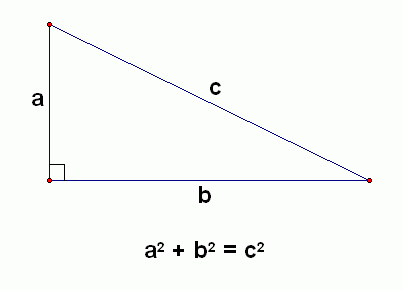 c
a
b
a² + b² = c²